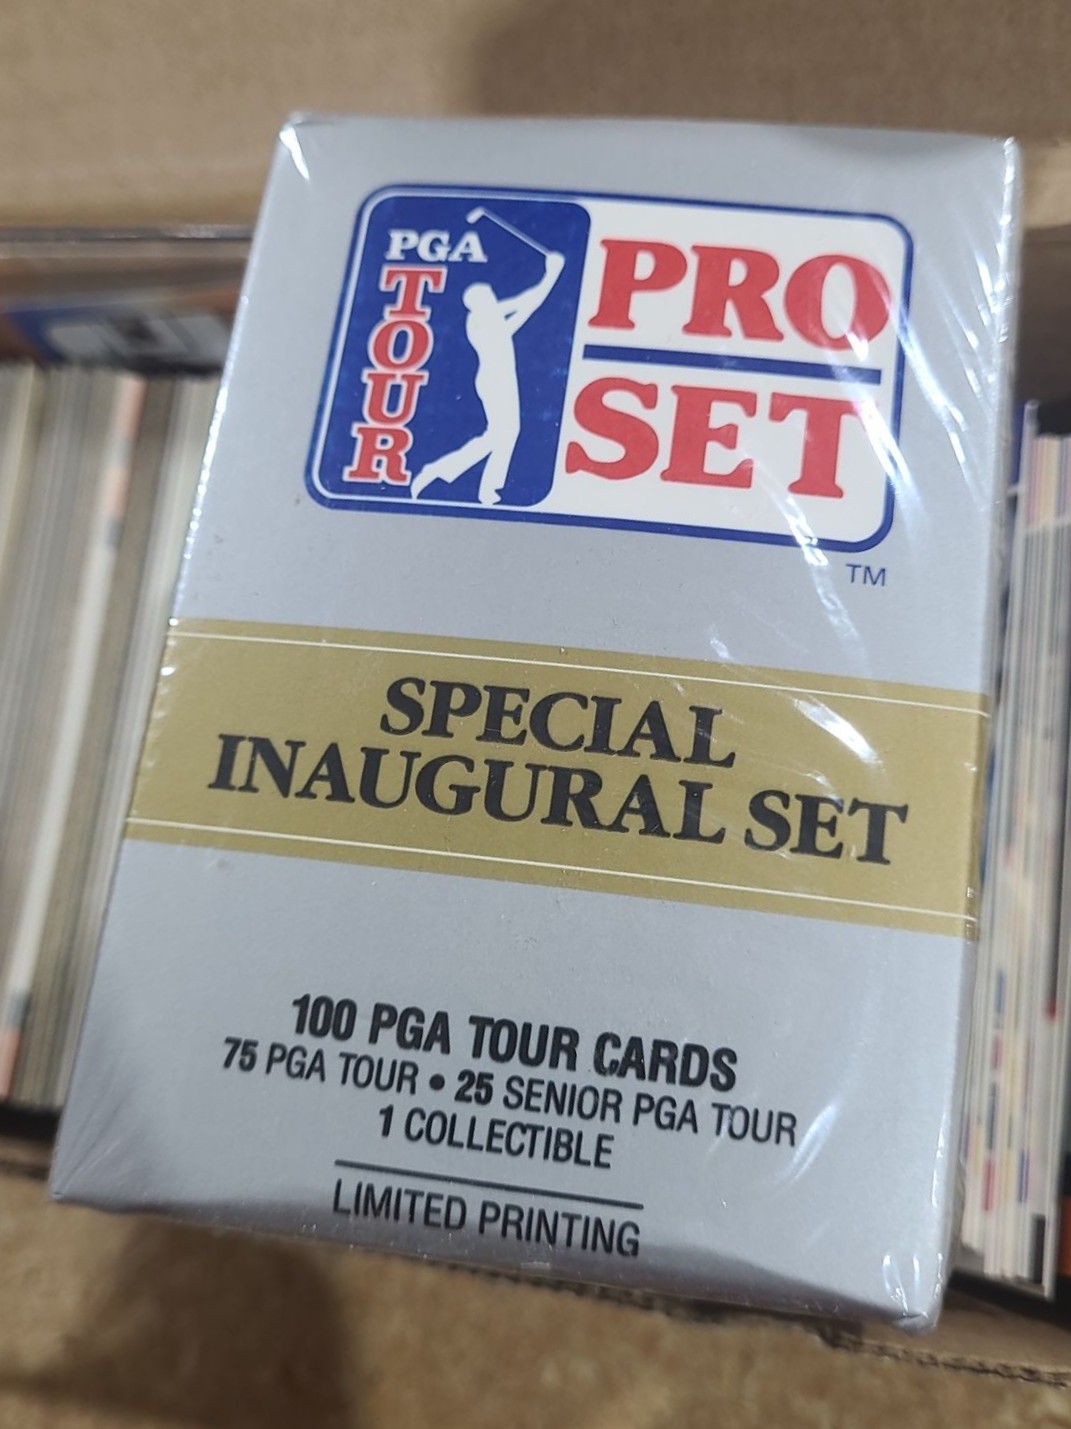 PGA
TOUR
PRO
SET
TM
SPECIAL
INAUGURAL SET
100 PGA TOUR CARDS
75 PGA TOUR • 25 SENIOR PGA TOUR
1 COLLECTIBLE
LIMITED PRINTING